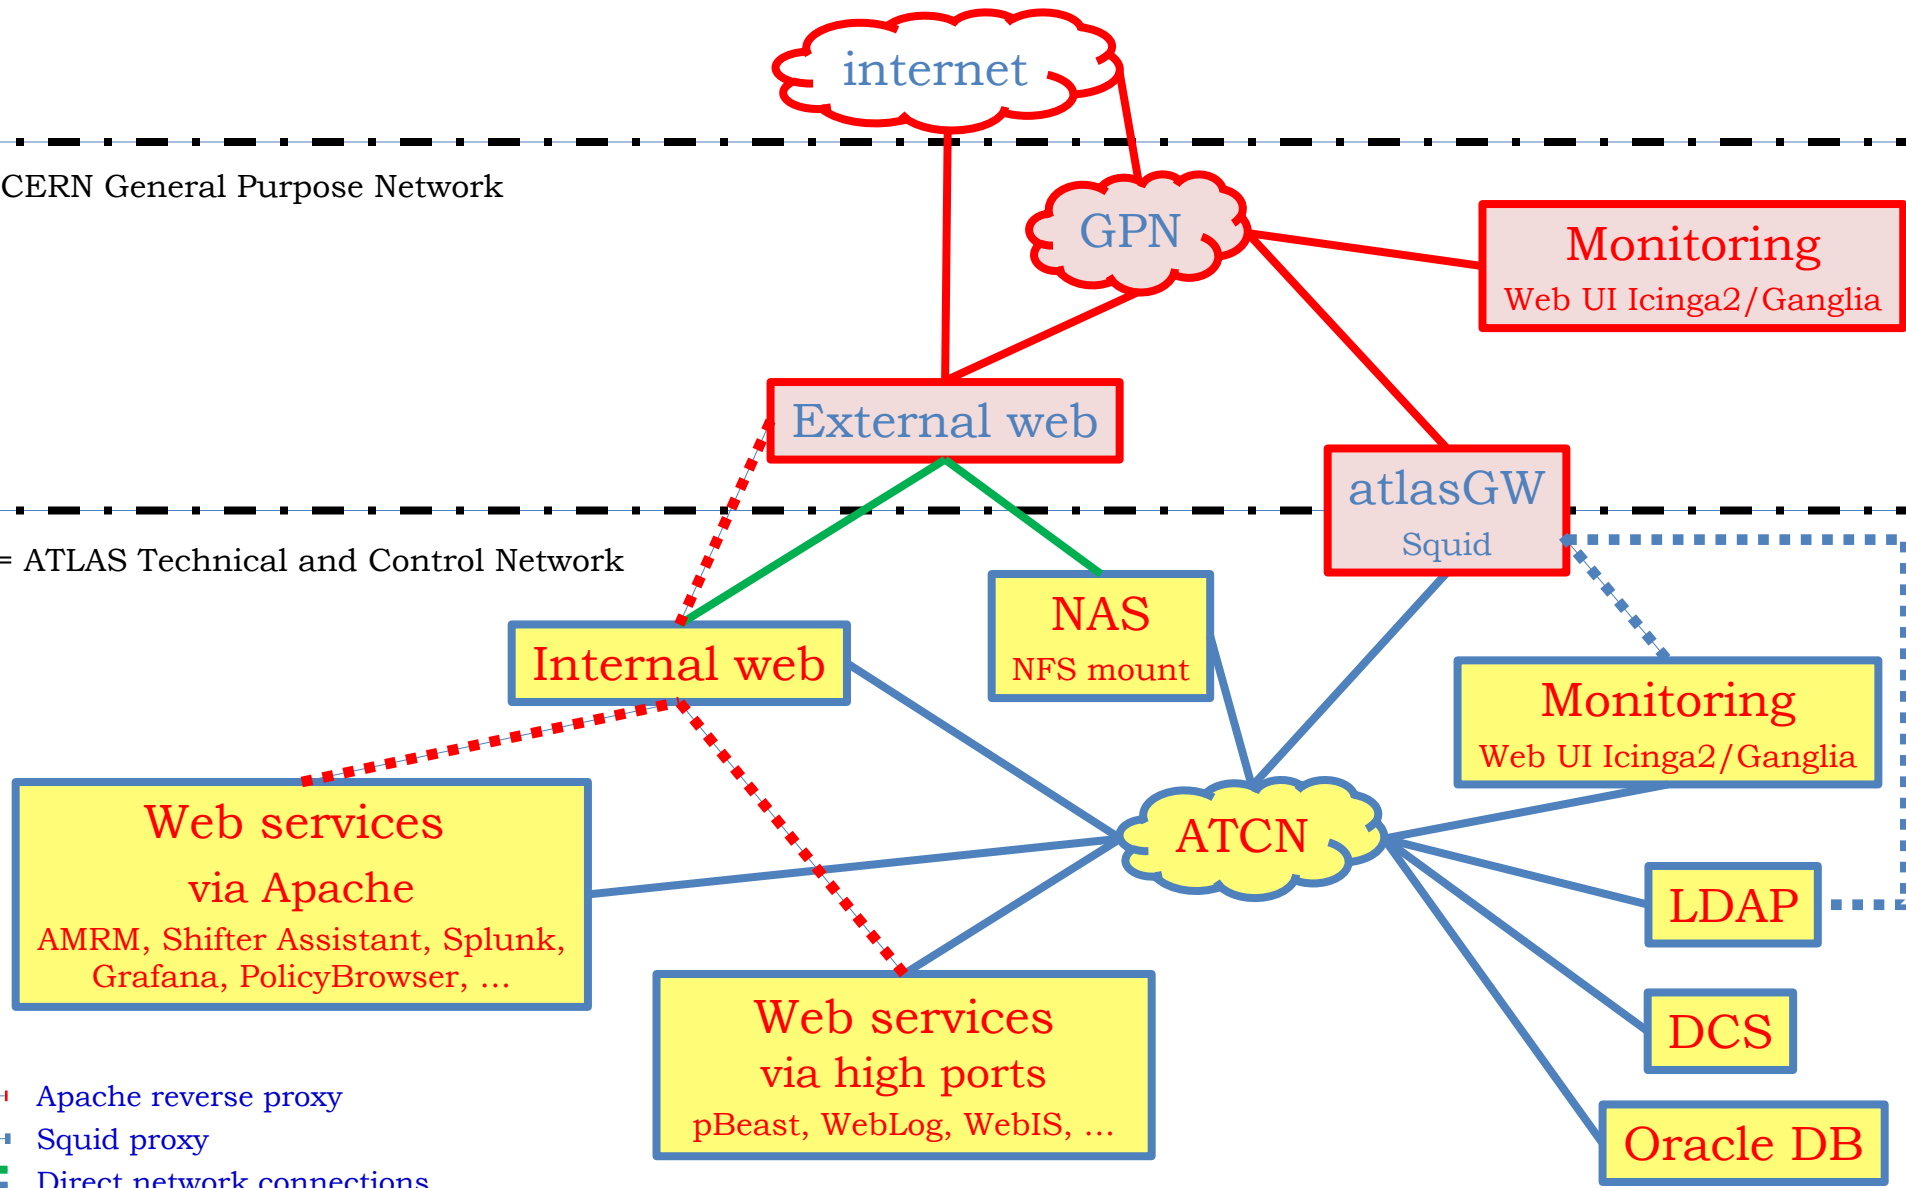 internet
CERN General Purpose Network
GPN
Monitoring
Web UI Icinga2/Ganglia
External web
atlasGW
Squid
= ATLAS Technical and Control Network
NAS
NFS mount
Internal web
Monitoring
Web UI Icinga2/Ganglia
Web services
via Apache
AMRM, Shifter Assistant, Splunk,
Grafana, PolicyBrowser, ...
ATCN
LDAP
Web services
via high ports
pBeast, WebLog, WebIS, ...
DCS
Oracle DB
Apache reverse proxy
Squid proxy
Direct network connections